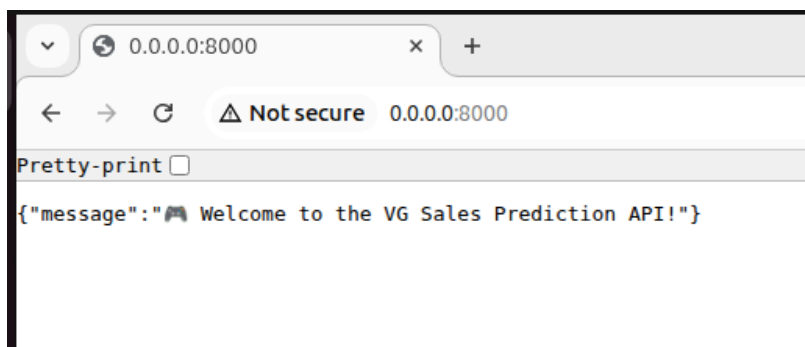 0.0.0.0:8000
Not secure 0.0.0.0:8000
Pretty-print
{"message":"🎮 Welcome to the VG Sales Prediction API!"}